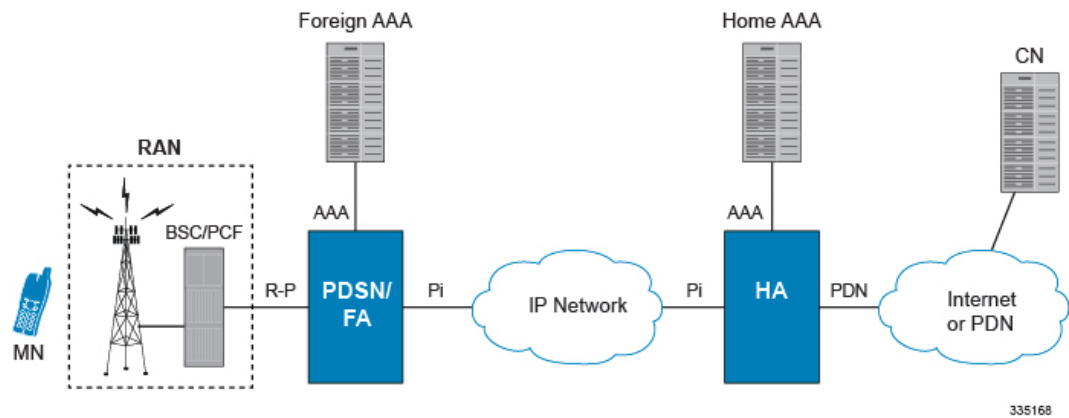 Foreign AAA
Home AAA
CN
RAN
BSC/PCF
AAA
AAA
MN
R-P
PDSN/
FA
Pi
IP Network
Pi
HA
PDN
Internet
or PDN
335168